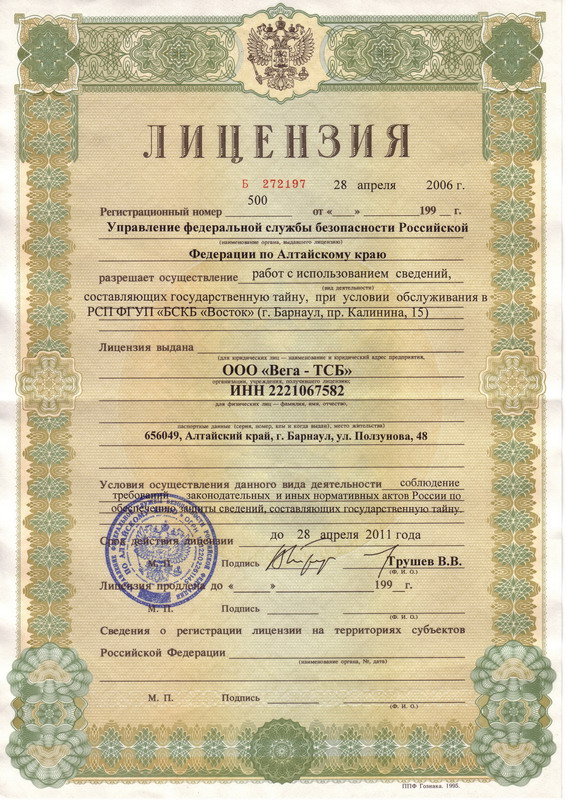 ЛИЦЕНЗИЯ
Б 272197 28 апреля 2006 г.
500
Регистрационный номер от «___» 199__ г.
Управление федеральной службы безопасности Российской
(наименование органа, выдавшего лицензию)
Федерации по Алтайскому краю
разрешает осуществление работ с использованием сведений,
(вид деятельности)
составляющих государственную тайну, при условии обслуживания в
РСП ФГУП «БСКБ «Восток» (г. Барнаул, пр. Калинина, 15)
Лицензия выдана
(для юридических лиц — наименование и юридический адрес предприятия,
ООО «Вега - ТСБ»
организации, учреждения, получившего лицензию;
ИНН 2221067582
для физических лиц — фамилия, имя, отчество,
паспортные данные (серия, номер, кем и когда выдан), место жительства)
656049, Алтайский край, г. Барнаул, ул. Ползунова, 48
Условия осуществления данного вида деятельности соблюдение
требований законодательных и иных нормативных актов России по
обеспечению защиты сведений, составляющих государственную тайну
Срок действия лицензии до 28 апреля 2011 года
М. П. Подпись Трушев В.В.
(Ф. И. О.)
Лицензия продлена до «___» 199__г.
М. П. Подпись
(Ф. И. О.)
Сведения о регистрации лицензии на территориях субъектов
Российской Федерации
(наименование органа, №, дата)
М. П. Подпись
(Ф. И. О.)
ППФ Гознака. 1995.